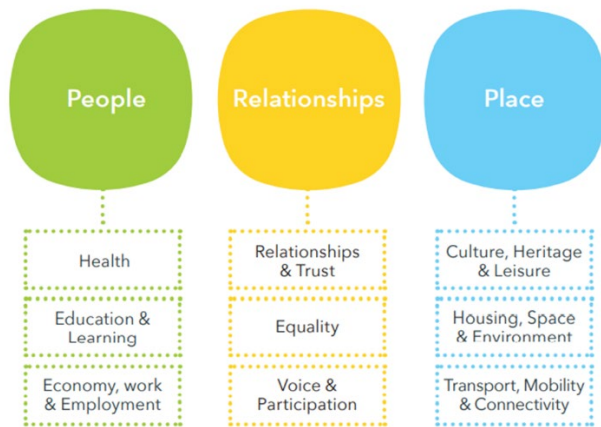 People
Relationships
Place
Health
Relationships
& Trust
Culture, Heritage
& Leisure
Education &
Learning
Equality
Housing, Space
& Environment
Economy, work
& Employment
Voice &
Participation
Transport, Mobility
& Connectivity